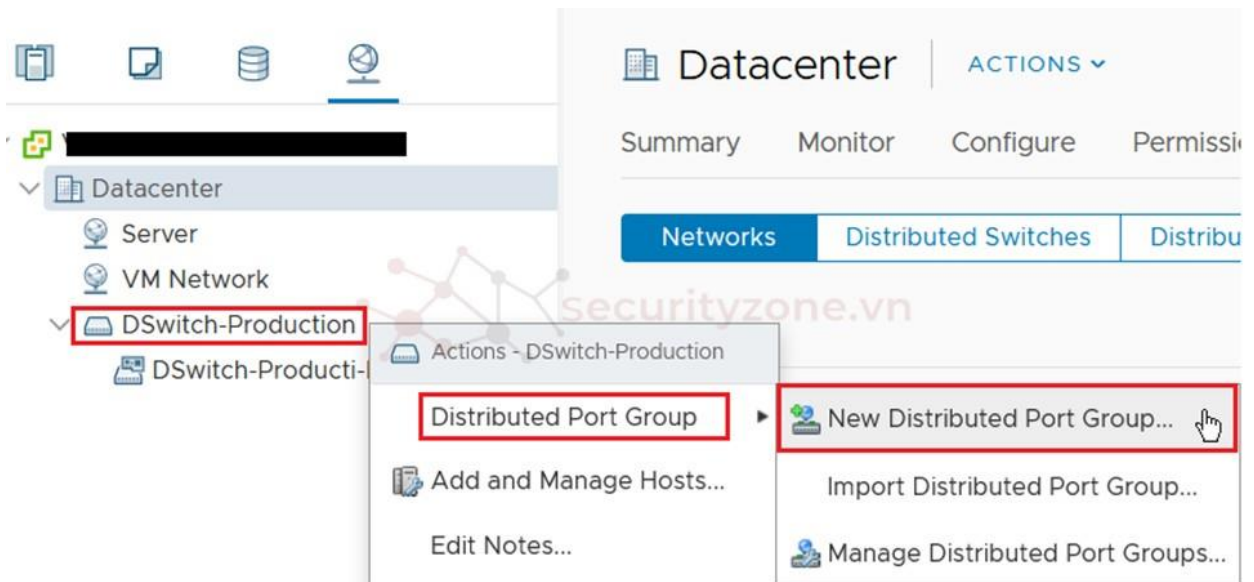 Datacenter
ACTIONS
Summary Monitor Configure
Datacenter
Server
Networks Distributed Switches
VM Network
securityzone.vn
DSwitch-Production
Actions - DSwitch-Production
DSwitch-Producti-
Distributed Port Group
New Distributed Port Group...
Add and Manage Hosts...
Import Distributed Port Group...
Edit Notes...
Manage Distributed Port Groups...